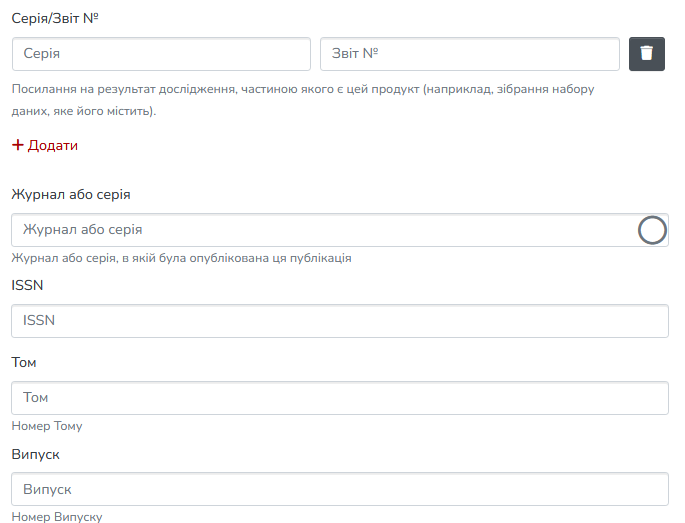 Серія/Звіт №
Серія
Звіт №
Посилання на результат дослідження, частиною якого є цей продукт (наприклад, зібрання набору
даних, яке його містить).
+ Додати
Журнал або серія
Журнал або серія
Журнал або серія, в якій була опублікована ця публікація
ISSN
ISSN
Том
Том
Номер Тому
Випуск
Випуск
Номер Випуску